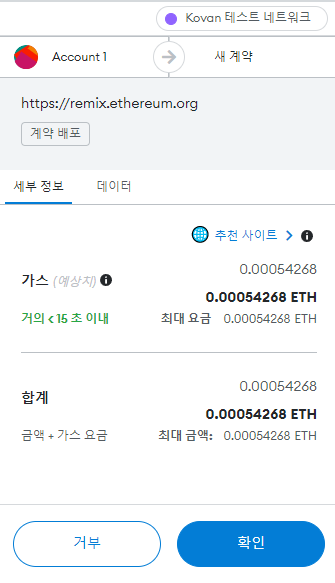 Kovan 테스트 네트워크
Account 1 새 계약
https://remix.ethereum.org
계약 배포
세부 정보 데이터
추천 사이트
0.00054268
가스 (예상치) 0.00054268 ETH
거의 < 15 초 이내 최대 요금 0.00054268 ETH
0.00054268
합계 0.00054268 ETH
금액 + 가스 요금 최대 금액: 0.00054268 ETH
거부 확인